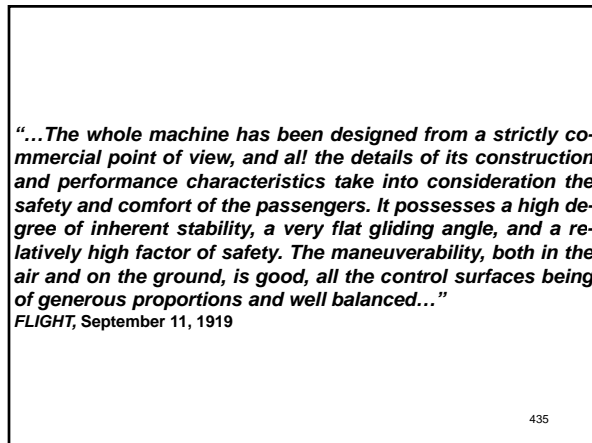 “…The whole machine has been designed from a strictly co-
mmercial point of view, and al! the details of its construction
and performance characteristics take into consideration the
safety and comfort of the passengers. It possesses a high de-
gree of inherent stability, a very flat gliding angle, and a re-
latively high factor of safety. The maneuverability, both in the
air and on the ground, is good, all the control surfaces being
of generous proportions and well balanced…”
FLIGHT, September 11, 1919
435